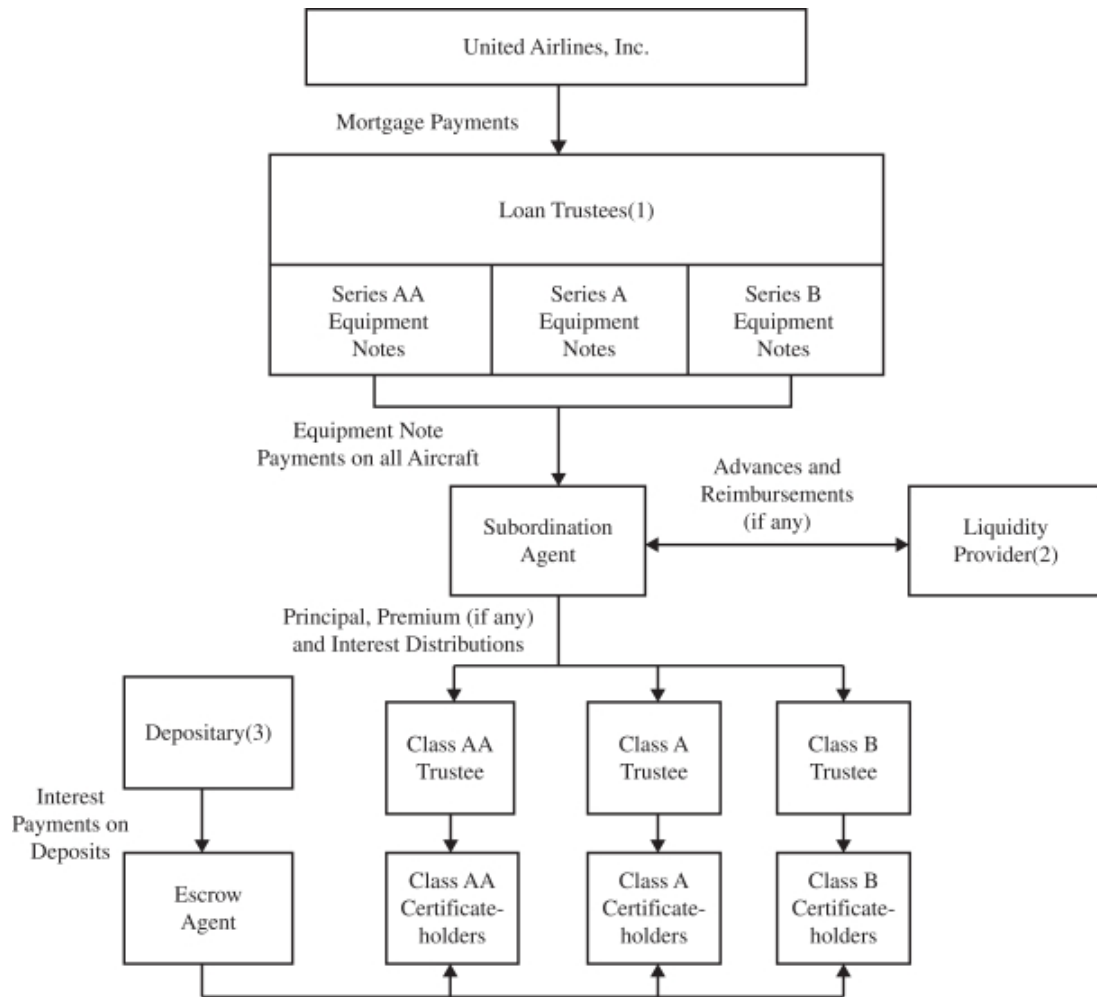 United Airlines, Inc.
Mortgage Payments
Loan Trustees(1)
Series AA
Equipment
Notes
Series A
Equipment
Notes
Series B
Equipment
Notes
Equipment Note
Payments on all Aircraft
Advances and
Reimbursements
(if any)
Subordination
Agent
Liquidity
Provider(2)
Principal, Premium (if any)
and Interest Distributions
Depositary(3)
Class AA
Trustee
Class A
Trustee
Class B
Trustee
Interest
Payments on
Deposits
Escrow
Agent
Class AA
Certificate-
holders
Class A
Certificate-
holders
Class B
Certificate-
holders